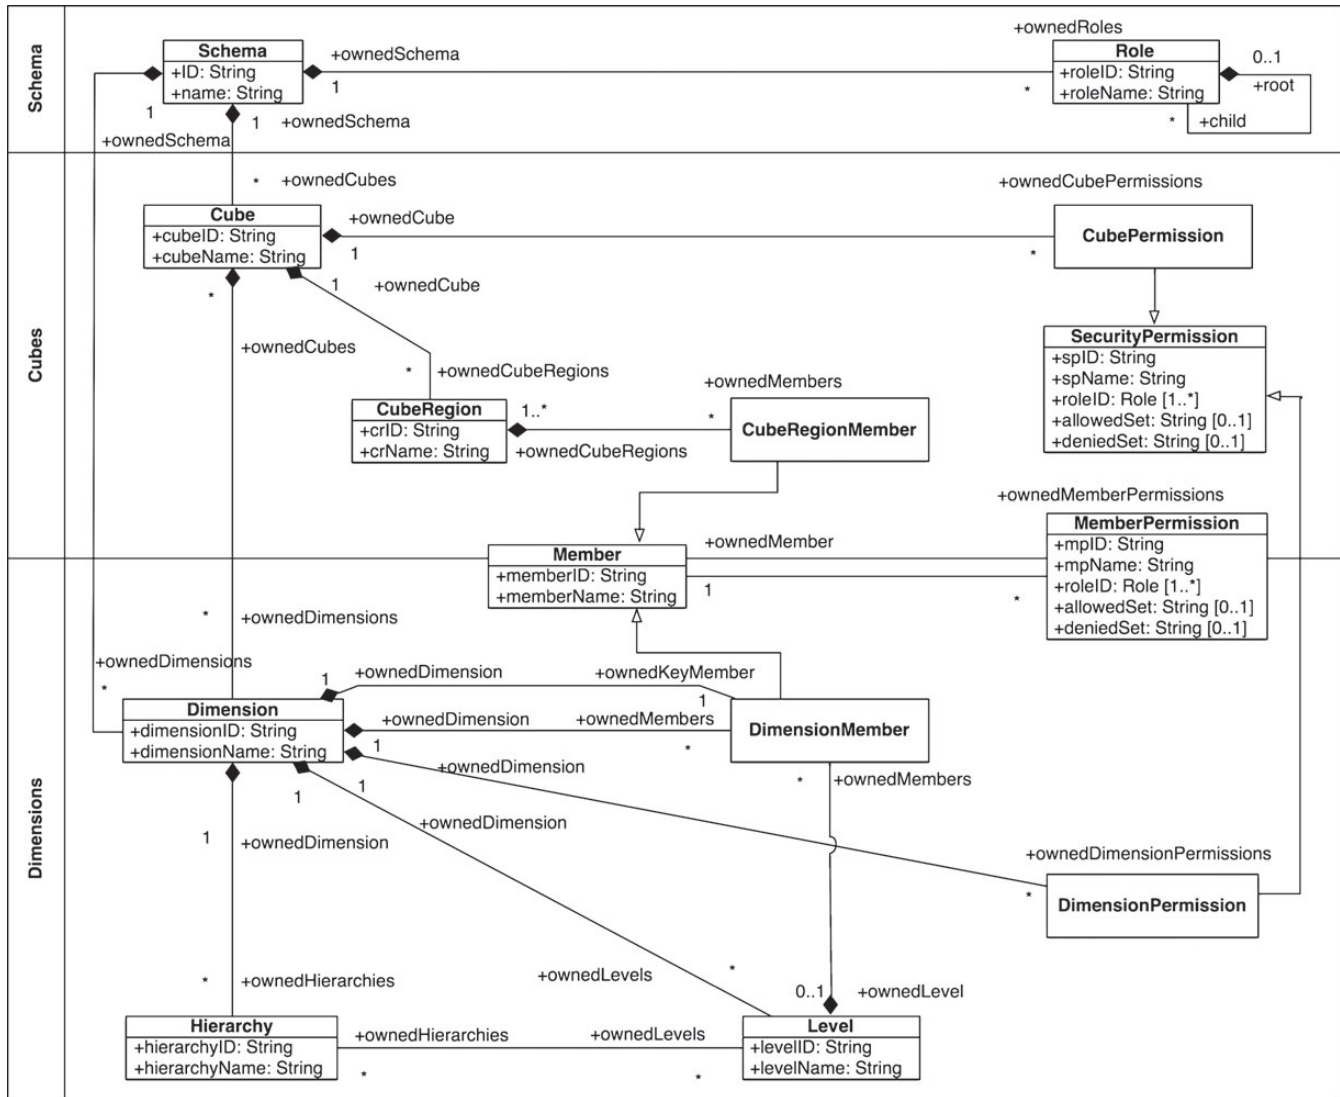 Schema
Schema
+ID: String
+name: String
+ownedSchema
1
+ownedRoles
*
Role
+roleID: String
+roleName: String
0..1
+root
*
+child
1
+ownedSchema
1
+ownedSchema
*
+ownedCubes
Cubes
Cube
+cubeID: String
+cubeName: String
+ownedCube
1
+ownedCubePermissions
*
CubePermission
1
+ownedCube
*
+ownedCubes
SecurityPermission
+spID: String
+spName: String
+roleID: Role [1..*]
+allowedSet: String [0..1]
+deniedSet: String [0..1]
*
+ownedCubeRegions
CubeRegion
+crID: String
+crName: String
1..*
+ownedCubeRegions
+ownedMembers
*
CubeRegionMember
+ownedMemberPermissions
MemberPermission
+mpID: String
+mpName: String
+roleID: Role [1..*]
+allowedSet: String [0..1]
+deniedSet: String [0..1]
Member
+memberID: String
+memberName: String
+ownedMember
1
*
Dimensions
*
+ownedDimensions
+ownedDimensions
*
Dimension
+dimensionID: String
+dimensionName: String
1
+ownedDimension
+ownedKeyMember
1
+ownedDimension
1
+ownedMembers
*
DimensionMember
+ownedDimension
1
*
+ownedMembers
1
+ownedDimension
1
+ownedDimension
+ownedDimensionPermissions
*
DimensionPermission
*
+ownedHierarchies
+ownedLevels
*
0..1
+ownedLevel
Hierarchy
+hierarchyID: String
+hierarchyName: String
+ownedHierarchies
*
+ownedLevels
*
Level
+levelID: String
+levelName: String